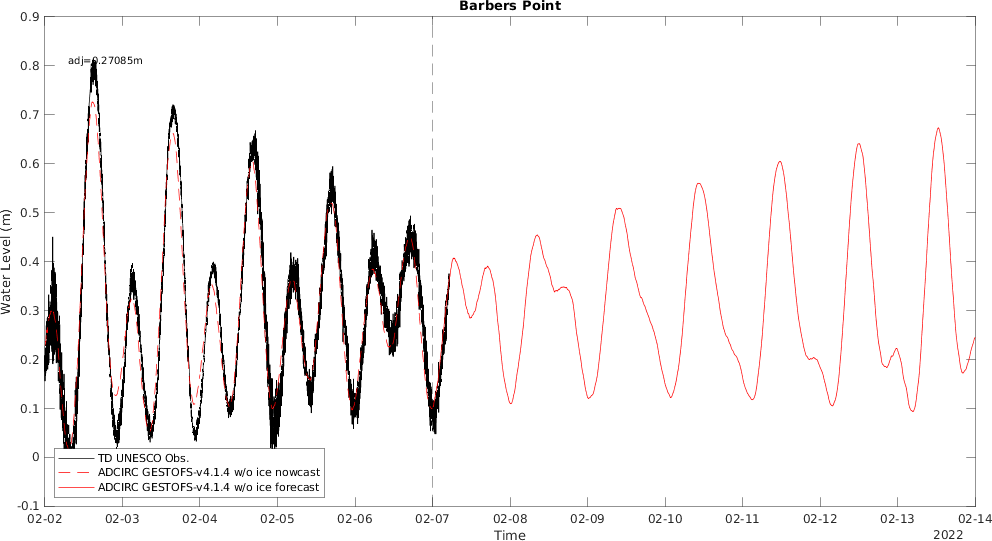 Barbers Point
0.9
0.8
0.7
0.6
0.5
0.4
0.3
0.2
0.1
0
-0.1
Water Level (m)
adj=0.27085m
TD UNESCO Obs.
ADCIRC GESTOFS-v4.1.4 w/o ice nowcast
ADCIRC GESTOFS-v4.1.4 w/o ice forecast
02-02 02-03 02-04 02-05 02-06 02-07 02-08 02-09 02-10 02-11 02-12 02-13 02-14
Time
2022